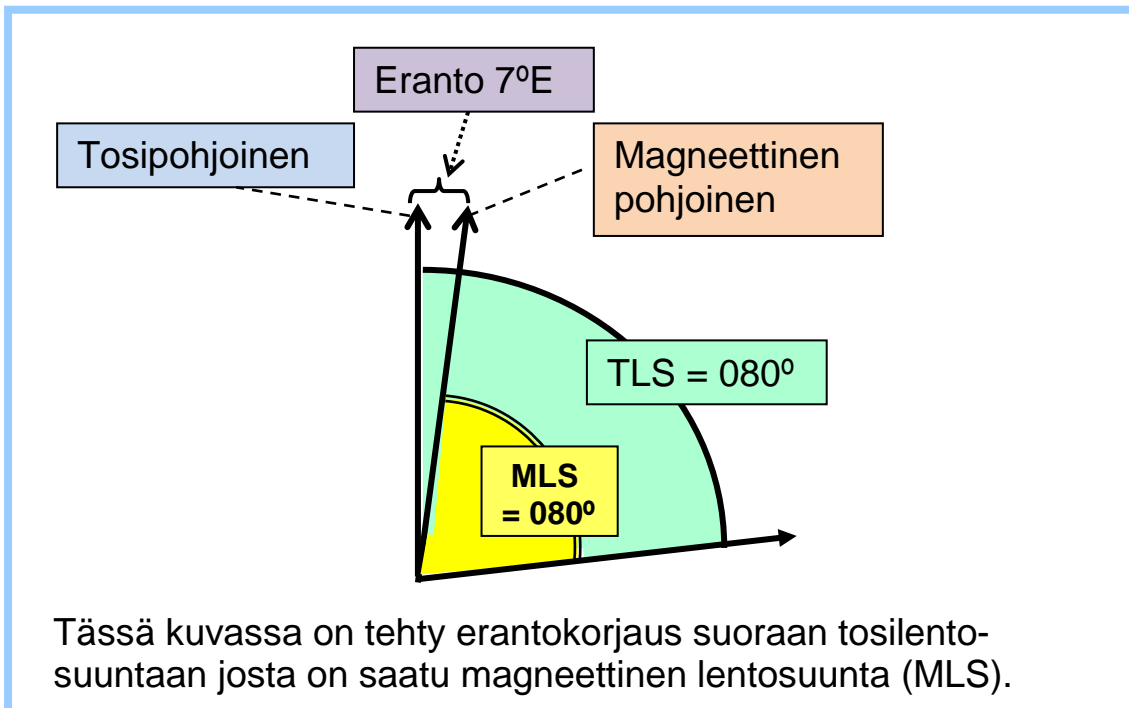 Eranto 7ºE
Tosipohjoinen
Magneettinen
pohjoinen
TLS = 080º
MLS
= 080º
Tässä kuvassa on tehty erantokorjaus suoraan tosilento-
suuntaan josta on saatu magneettinen lentosuunta (MLS).